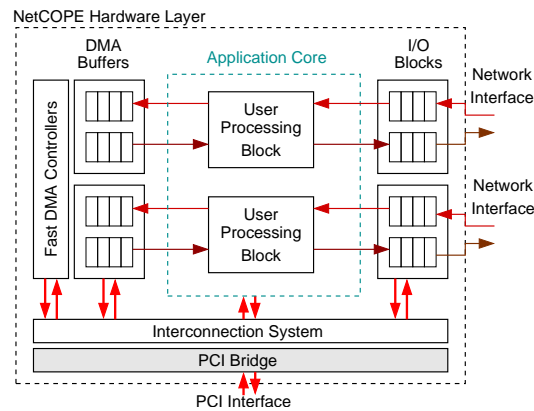 NetCOPE Hardware Layer
DMA
Buffers
Application Core
I/O
Blocks
Network
Interface
User
Processing
Block
Fast DMA Controllers
Network
Interface
User
Processing
Block
Interconnection System
PCI Bridge
PCI Interface